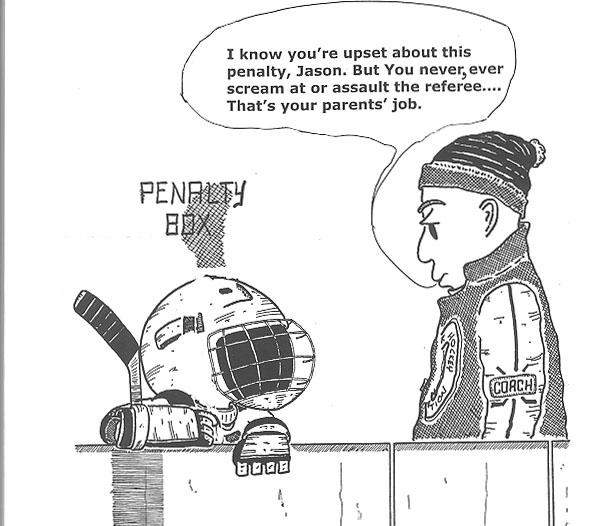 I know you're upset about this
penalty, Jason. But You never, ever
scream at or assault the referee....
That's your parents' job.
PENALTY
BOX
COACH